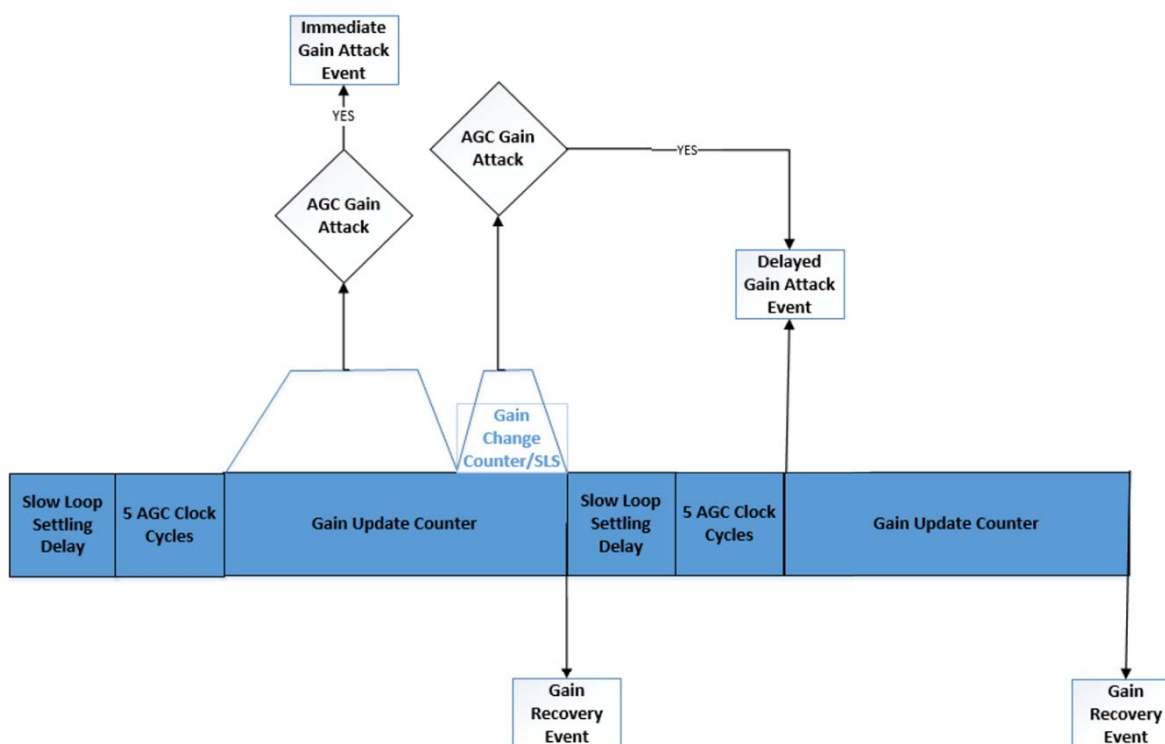 Immediate
Gain Attack
Event
YES
AGC Gain
Attack
AGC Gain
Attack
YES
Delayed
Gain Attack
Event
Gain
Change
Counter/SLS
Slow Loop
Settling
Delay
5 AGC Clock
Cycles
Gain Update Counter
Slow Loop
Settling
Delay
5 AGC Clock
Cycles
Gain Update Counter
Gain
Recovery
Event
Gain
Recovery
Event